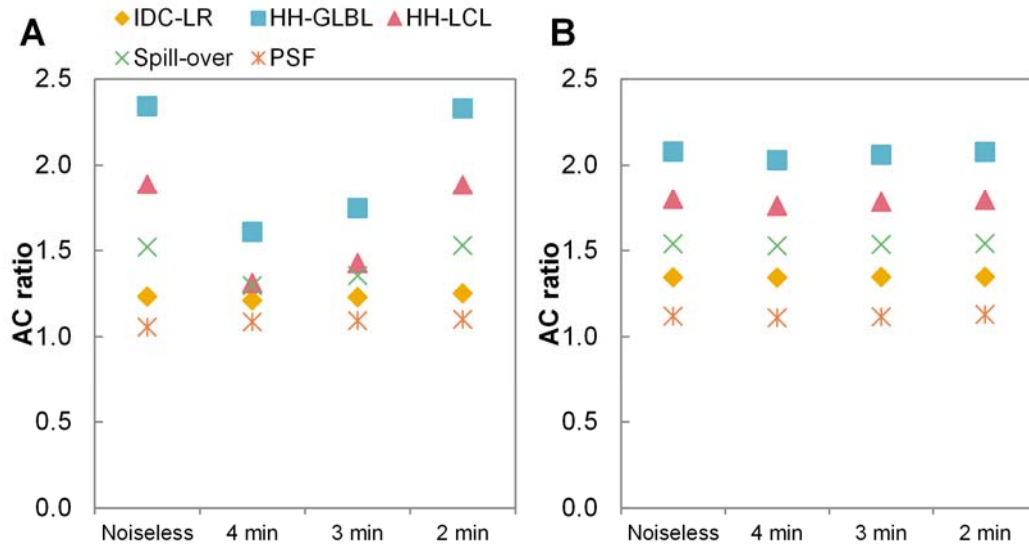 A
IDC-LR HH-GLBL HH-LCL
Spill-over PSF
AC ratio
2.5
2.0
1.5
1.0
0.5
0.0
Noiseless 4 min 3 min 2 min
B
AC ratio
2.5
2.0
1.5
1.0
0.5
0.0
Noiseless 4 min 3 min 2 min